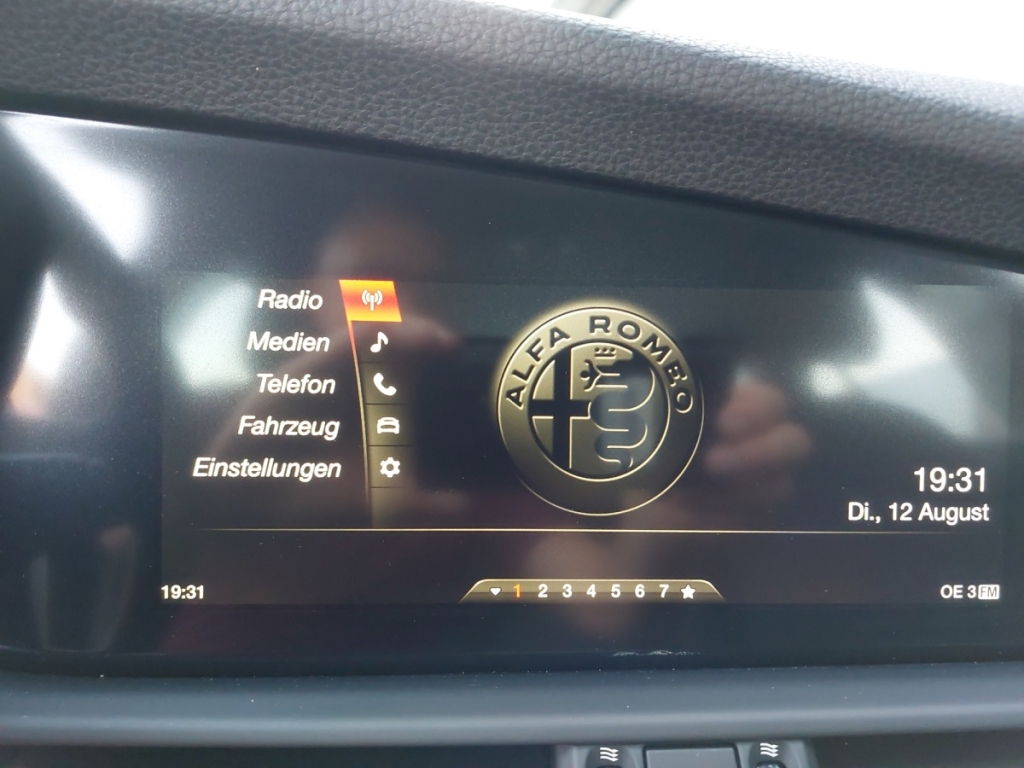 Radio
Medien
Telefon
Fahrzeug
Einstellungen
ALFA ROMEO
19:31
Di., 12 August
19:31
1 2 3 4 5 6 7
OE 3 FM